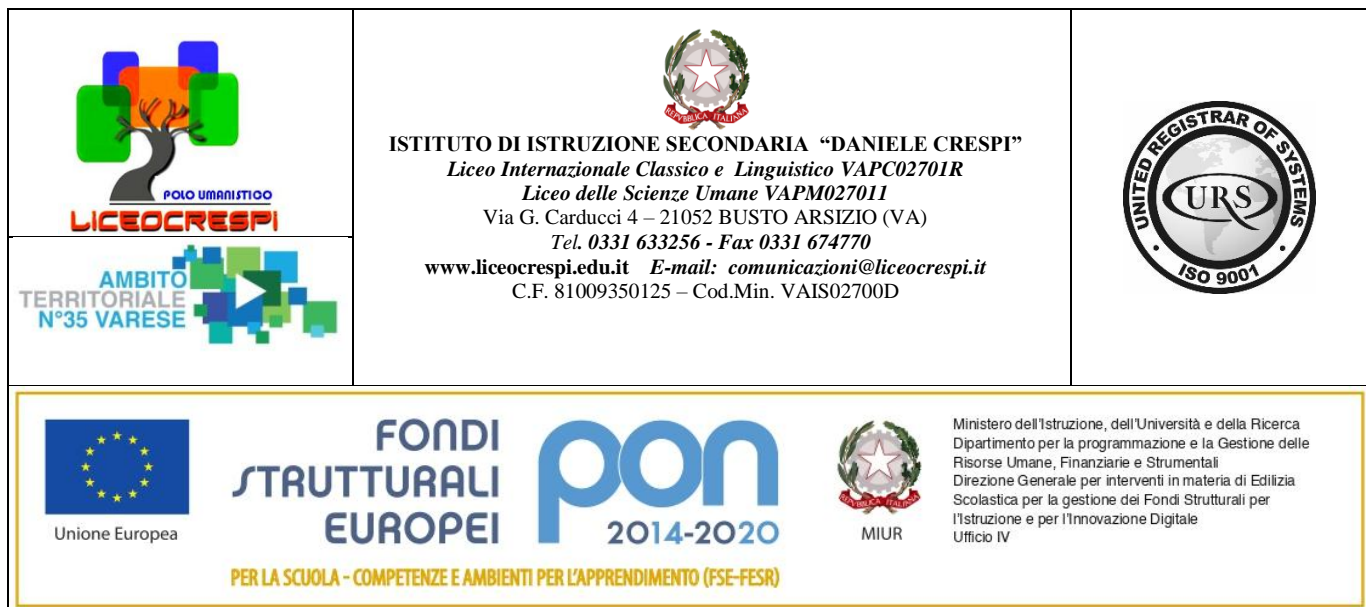 POLO UMANISTICO
LICEOCRESPI
AMBITO
TERRITORIALE
N°35 VARESE
REPVBBLICA ITALIANA
ISTITUTO DI ISTRUZIONE SECONDARIA “DANIELE CRESPI”
Liceo Internazionale Classico e Linguistico VAPC02701R
Liceo delle Scienze Umane VAPM027011
Via G. Carducci 4 – 21052 BUSTO ARSIZIO (VA)
Tel. 0331 633256 - Fax 0331 674770
www.liceocrespi.edu.it E-mail: comunicazioni@liceocrespi.it
C.F. 81009350125 – Cod.Min. VAIS02700D
UNITED REGISTRAR OF SYSTEMS
URS
ISO 9001
Unione Europea
FONDI
STRUTTURALI
EUROPEI
pon
2014-2020
PER LA SCUOLA - COMPETENZE E AMBIENTI PER L'APPRENDIMENTO (FSE-FESR)
REPVBBLICA ITALIANA
MIUR
Ministero dell'Istruzione, dell'Università e della Ricerca
Dipartimento per la programmazione e la Gestione delle
Risorse Umane, Finanziarie e Strumentali
Direzione Generale per interventi in materia di Edilizia
Scolastica per la gestione dei Fondi Strutturali per
l'Istruzione e per l'Innovazione Digitale
Ufficio IV